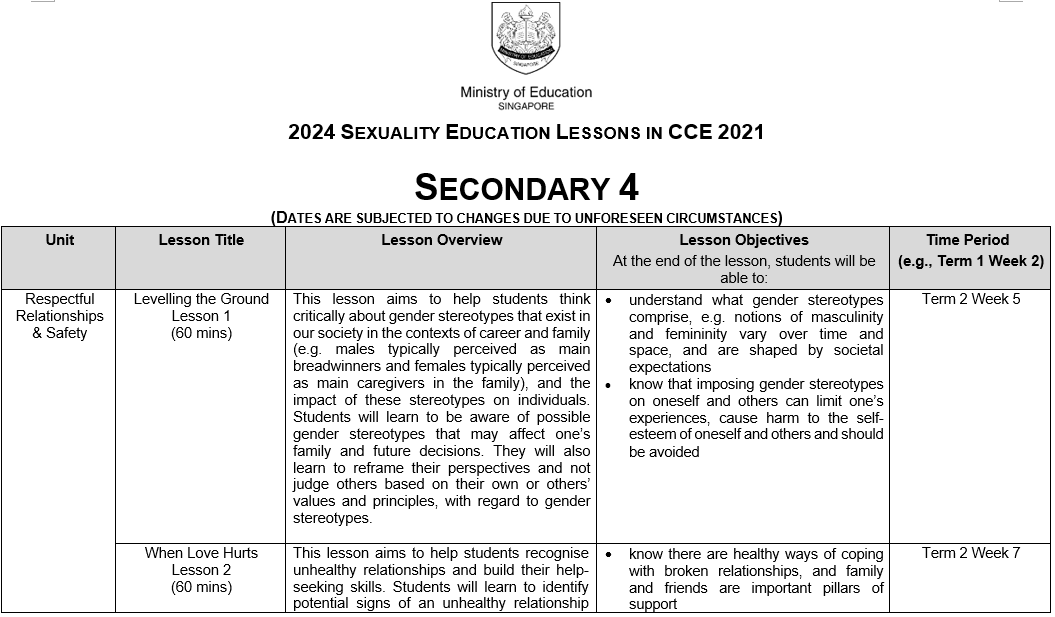 MINISTRY OF EDUCATION
SINGAPORE
Ministry of Education
SINGAPORE
2024 SEXUALITY EDUCATION LESSONS IN CCE 2021
SECONDARY 4
(DATES ARE SUBJECTED TO CHANGES DUE TO UNFORESEEN CIRCUMSTANCES)
Unit
Lesson Title
Lesson Overview
Lesson Objectives
At the end of the lesson, students will be
able to:
Time Period
(e.g., Term 1 Week 2)
Respectful
Relationships
& Safety
Levelling the Ground
Lesson 1
(60 mins)
This lesson aims to help students think
critically about gender stereotypes that exist in
our society in the contexts of career and family
(e.g. males typically perceived as main
breadwinners and females typically perceived
as main caregivers in the family), and the
impact of these stereotypes on individuals.
Students will learn to be aware of possible
gender stereotypes that may affect one's
family and future decisions. They will also
learn to reframe their perspectives and not
judge others based on their own or others'
values and principles, with regard to gender
stereotypes.
• understand what gender stereotypes
comprise, e.g. notions of masculinity
and femininity vary over time and
space, and are shaped by societal
expectations
• know that imposing gender stereotypes
on oneself and others can limit one's
experiences, cause harm to the self-
esteem of oneself and others and should
be avoided
Term 2 Week 5
When Love Hurts
Lesson 2
(60 mins)
This lesson aims to help students recognise
unhealthy relationships and build their help-
seeking skills. Students will learn to identify
potential signs of an unhealthy relationship
• know there are healthy ways of coping
with broken relationships, and family
and friends are important pillars of
support
Term 2 Week 7